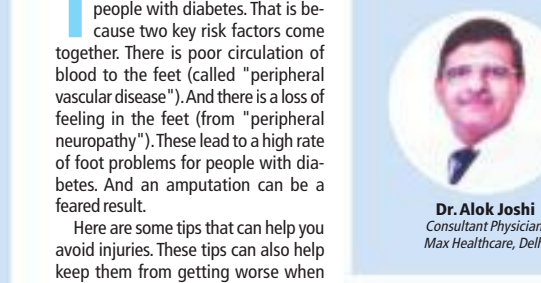 people with diabetes. That is be-
cause two key risk factors come
together. There is poor circulation of
blood to the feet (called "peripheral
vascular disease"). And there is a loss of
feeling in the feet (from "peripheral
neuropathy"). These lead to a high rate
of foot problems for people with dia-
betes. And an amputation can be a
feared result.
Here are some tips that can help you
avoid injuries. These tips can also help
keep them from getting worse when
Dr. Alok Joshi
Consultant Physician
Max Healthcare, Delh